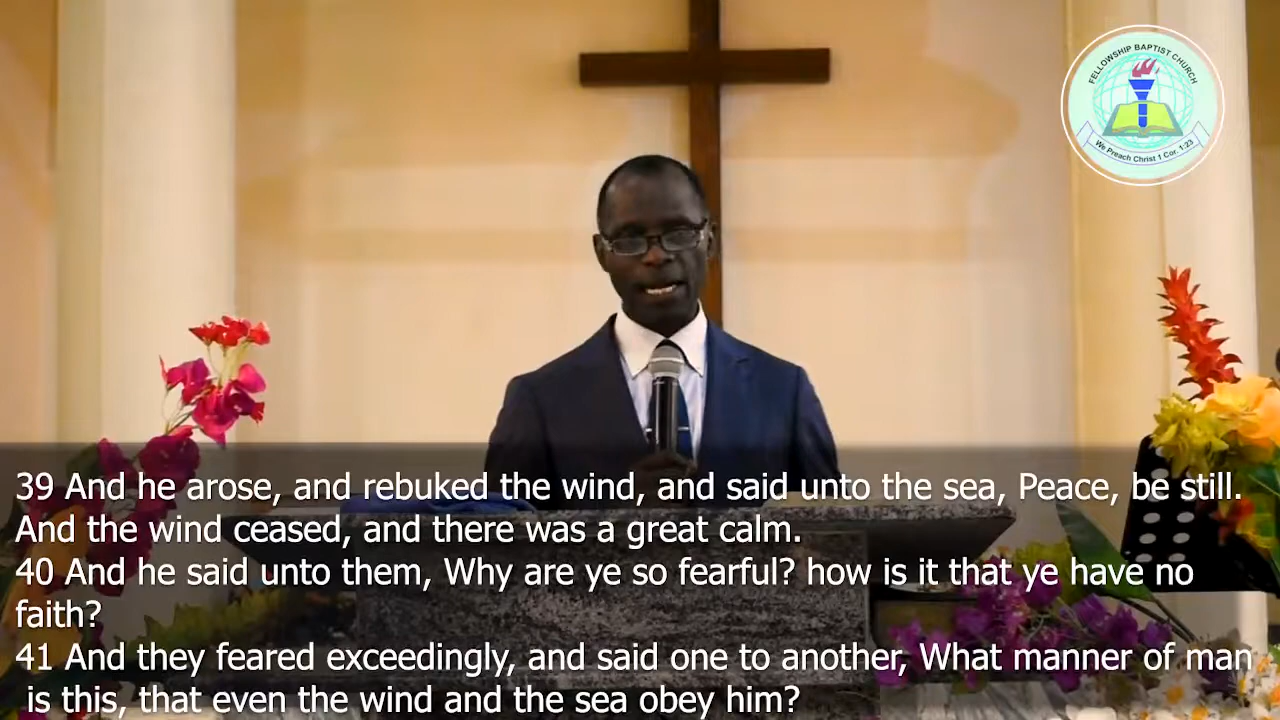 FELLOWSHIP BAPTIST CHURCH
We Preach Christ 1 Cor. 1:23
39 And he arose, and rebuked the wind, and said unto the sea, Peace, be still.
And the wind ceased, and there was a great calm.
40 And he said unto them, Why are ye so fearful? how is it that ye have no
faith?
41 And they feared exceedingly, and said one to another, What manner of man
is this, that even the wind and the sea obey him?